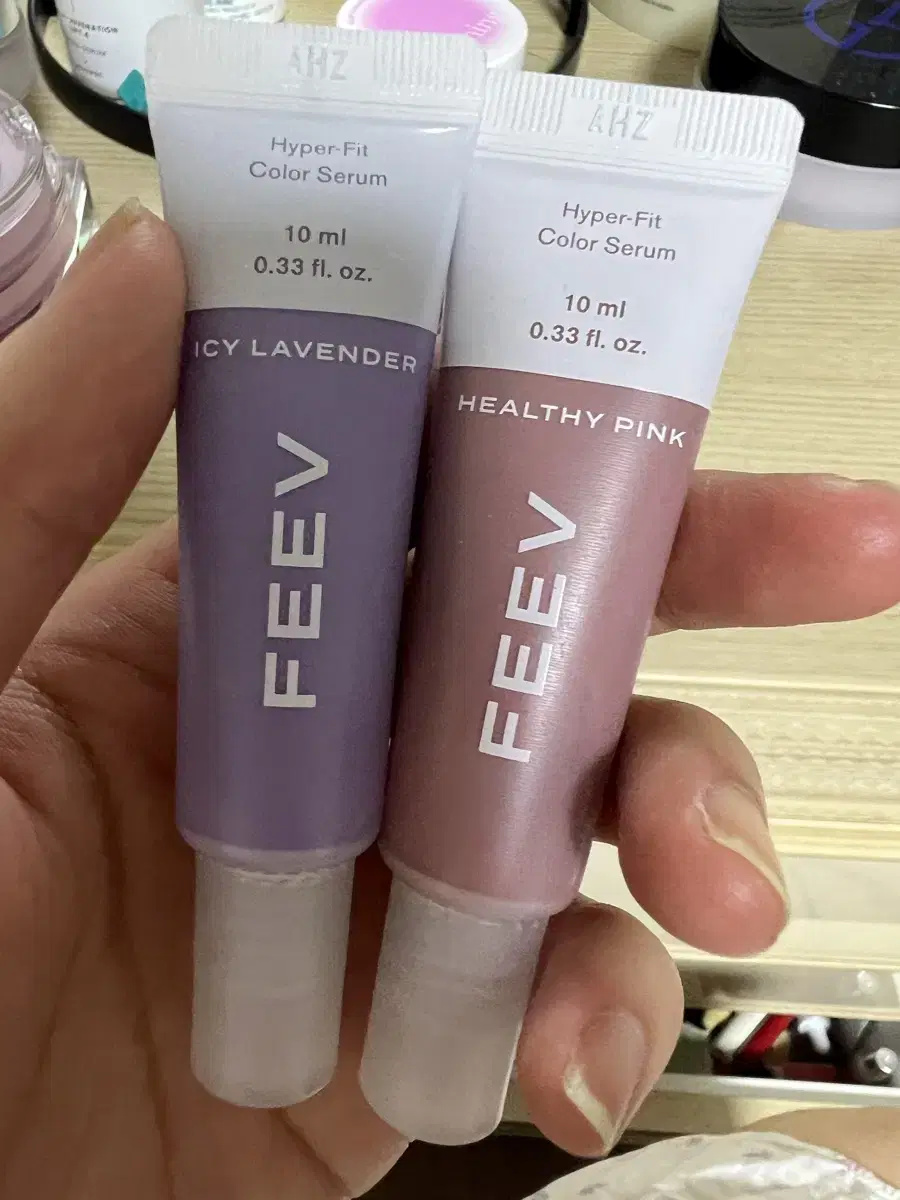 AHZ
Hyper-Fit
Color Serum
10 ml
0.33 fl. oz.
ICY LAVENDER
FEEV
AHZ
Hyper-Fit
Color Serum
10 ml
0.33 fl. oz.
HEALTHY PINK
FEEV